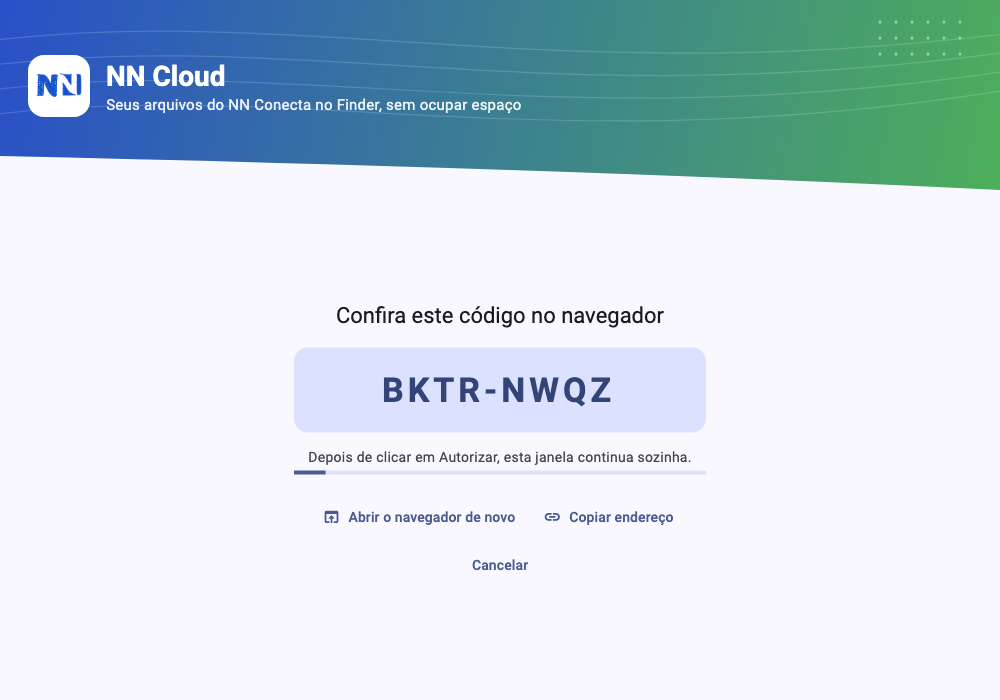 NN
NN Cloud
Seus arquivos do NN Conecta no Finder, sem ocupar espaço
Confira este código no navegador
BKTR-NWQZ
Depois de clicar em Autorizar, esta janela continua sozinha.
Abrir o navegador de novo
Copiar endereço
Cancelar